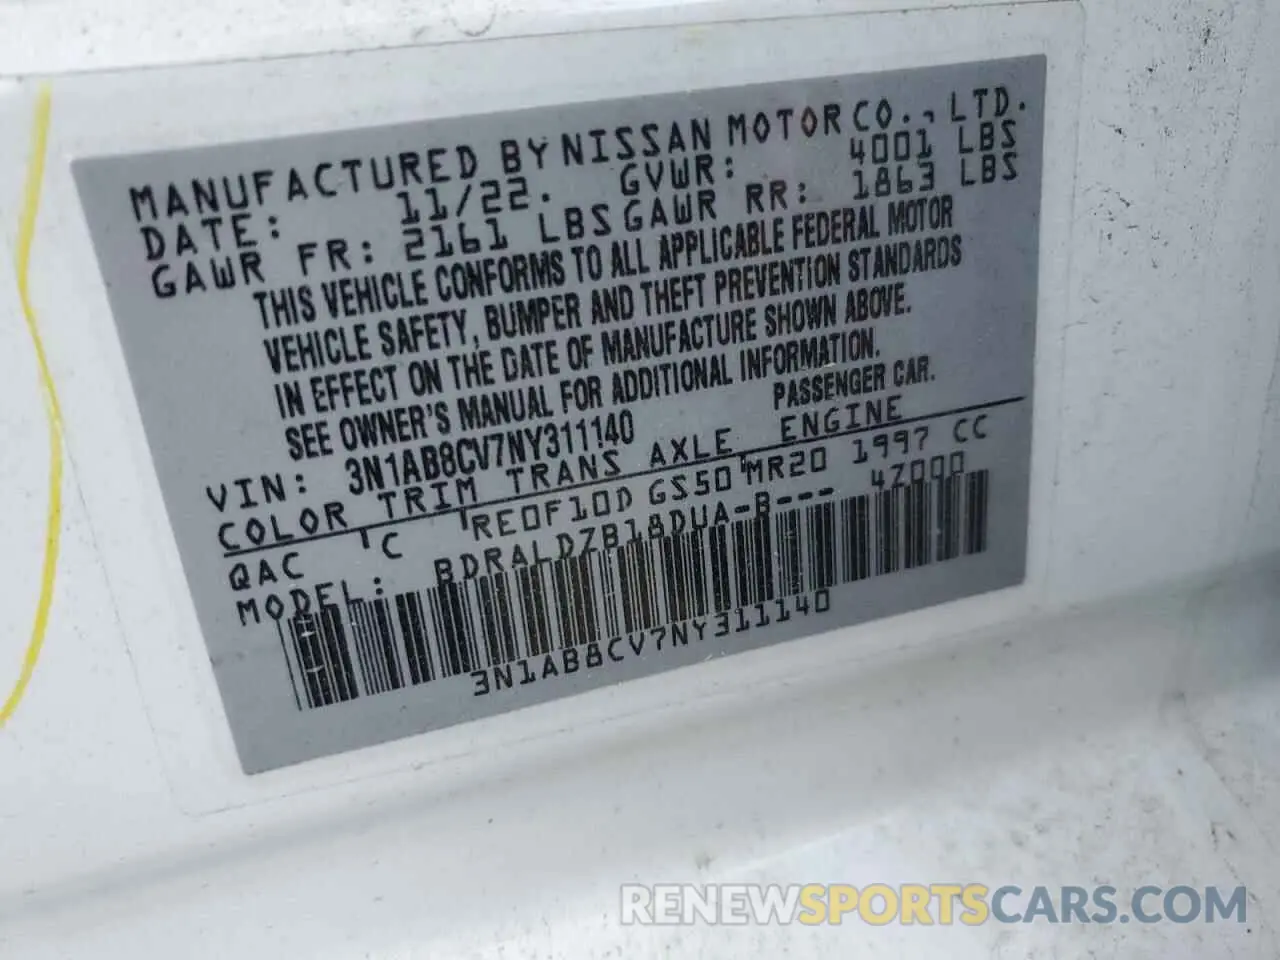 MANUFACTURED BY NISSAN MOTOR CO., LTD.
DATE: 11/22. GVWR: 4001 LBS
GAWR FR: 2161 LBS GAWR RR: 1863 LBS
THIS VEHICLE CONFORMS TO ALL APPLICABLE FEDERAL MOTOR
VEHICLE SAFETY, BUMPER AND THEFT PREVENTION STANDARDS
IN EFFECT ON THE DATE OF MANUFACTURE SHOWN ABOVE.
SEE OWNER'S MANUAL FOR ADDITIONAL INFORMATION.
VIN: 3N1AB8CV7NY311140 PASSENGER CAR.
COLOR TRIM TRANS AXLE ENGINE
QAC C RE0F10D GS50 MR20 1997 CC
MODEL: BDRALDZB18DUA-B--- 47000
3N1AB8CV7NY311140
RENEWSPORTSCARS.COM